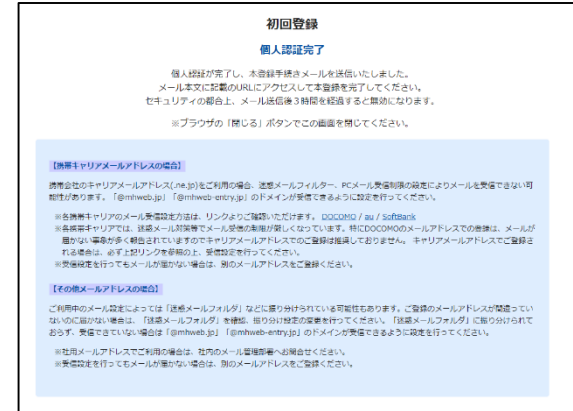 初回登録
個人認証完了
個人認証が完了し、本登録手続きメールを送信いたしました。
メール本文に記載のURLにアクセスして本登録を完了してください。
セキュリティの都合上、メール送信後３時間を経過すると無効になります。
※ブラウザの「閉じる」ボタンでこの画面を閉じてください。
【携帯キャリアメールアドレスの場合】
携帯会社のキャリアメールアドレス(.ne.jp)をご利用の場合、迷惑メールフィルター、PCメール受信制限の設定によりメールを受信できない可
能性があります。「@mhweb.jp」「@mhweb-entry.jp」のドメインが受信できるように設定を行ってください。
※各携帯キャリアのメール受信設定方法は、リンクよりご確認いただけます。 DOCOMO / au / SoftBank
※各携帯キャリアでは、迷惑メール対策等でメール受信の制限が厳しくなっています。特にDOCOMOのメールアドレスでの登録は、メールが
届かない事象が多く報告されていますのでキャリアメールアドレスでのご登録は推奨しておりません。 キャリアメールアドレスでご登録さ
れる場合は、必ず上記リンクを参照の上、受信設定を行ってください。
※受信設定を行ってもメールが届かない場合は、別のメールアドレスをご登録ください。
【その他メールアドレスの場合】
ご利用中のメール設定によっては「迷惑メールフォルダ」などに振り分けられている可能性もあります。ご登録のメールアドレスが間違ってい
ないのに届かない場合は、「迷惑メールフォルダ」を確認、振り分け設定の変更を行ってください。「迷惑メールフォルダ」に振り分けられて
おらず、受信できていない場合は「@mhweb.jp」「@mhweb-entry.jp」のドメインが受信できるように設定を行ってください。
※社用メールアドレスでご利用の場合は、社内のメール管理部署へお問合せください。
※受信設定を行ってもメールが届かない場合は、別のメールアドレスをご登録ください。